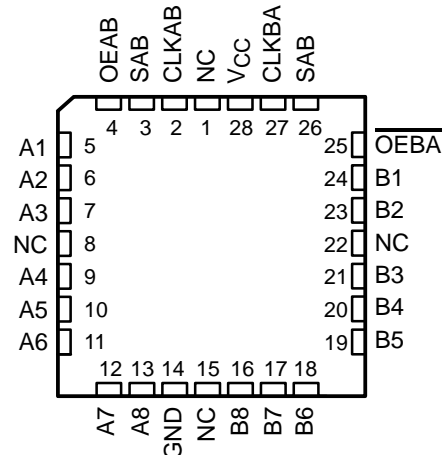 OEAB
SAB
CLKAB
NC
VCC
CLKBA
SAB
4 3 2 1 28 27 26
A1 5
A2 6
A3 7
NC 8
A4 9
A5 10
A6 11
25 OEBA
24 B1
23 B2
22 NC
21 B3
20 B4
19 B5
12 13 14 15 16 17 18
A7
A8
GND
NC
B8
B7
B6